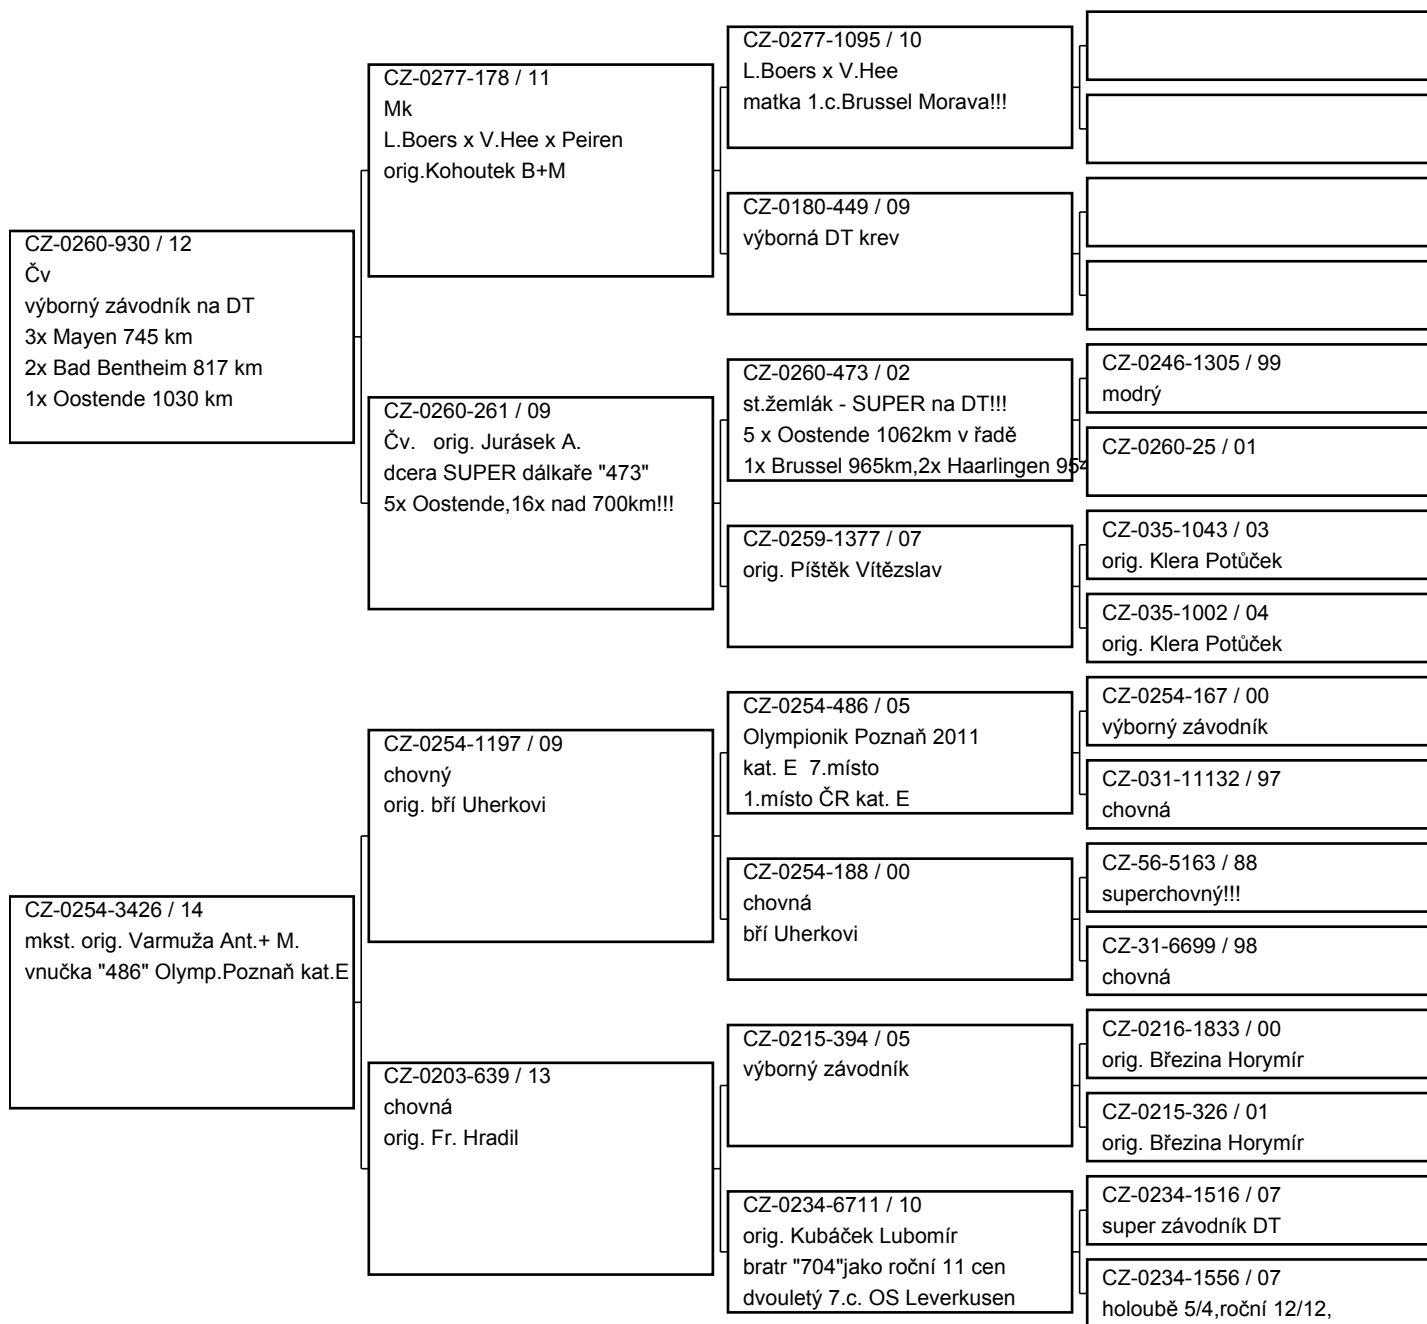 CZ-0260-930 / 12
Čv
výborný závodník na DT
3x Mayen 745 km
2x Bad Bentheim 817 km
1x Oostende 1030 km
CZ-0254-3426 / 14
mkst. orig. Varmuža Ant.+ M.
vnučka "486" Olymp.Poznaň kat.E
CZ-0277-178 / 11
Mk
L.Boers x V.Hee x Peiren
orig.Kohoutek B+M
CZ-0260-261 / 09
Čv.   orig. Jurásek A.
dcera SUPER dálkaře "473"
5x Oostende,16x nad 700km!!!
CZ-0254-1197 / 09
chovný
orig. bří Uherkovi
CZ-0203-639 / 13
chovná
orig. Fr. Hradil
CZ-0277-1095 / 10
L.Boers x V.Hee
matka 1.c.Brussel Morava!!!
CZ-0180-449 / 09
výborná DT krev
CZ-0260-473 / 02
st.žemlák - SUPER na DT!!!
5 x Oostende 1062km v řadě
1x Brussel 965km,2x Haarlingen 954
CZ-0259-1377 / 07
orig. Píštěk Vítězslav
CZ-0254-486 / 05
Olympionik Poznaň 2011
kat. E  7.místo
1.místo ČR kat. E
CZ-0254-188 / 00
chovná
bří Uherkovi
CZ-0215-394 / 05
výborný závodník
CZ-0234-6711 / 10
orig. Kubáček Lubomír
bratr "704"jako roční 11 cen
dvouletý 7.c. OS Leverkusen
CZ-0246-1305 / 99
modrý
CZ-0260-25 / 01
CZ-035-1043 / 03
orig. Klera Potůček
CZ-035-1002 / 04
orig. Klera Potůček
CZ-0254-167 / 00
výborný závodník
CZ-031-11132 / 97
chovná
CZ-56-5163 / 88
superchovný!!!
CZ-31-6699 / 98
chovná
CZ-0216-1833 / 00
orig. Březina Horymír
CZ-0215-326 / 01
orig. Březina Horymír
CZ-0234-1516 / 07
super závodník DT
CZ-0234-1556 / 07
holoubě 5/4,roční 12/12,